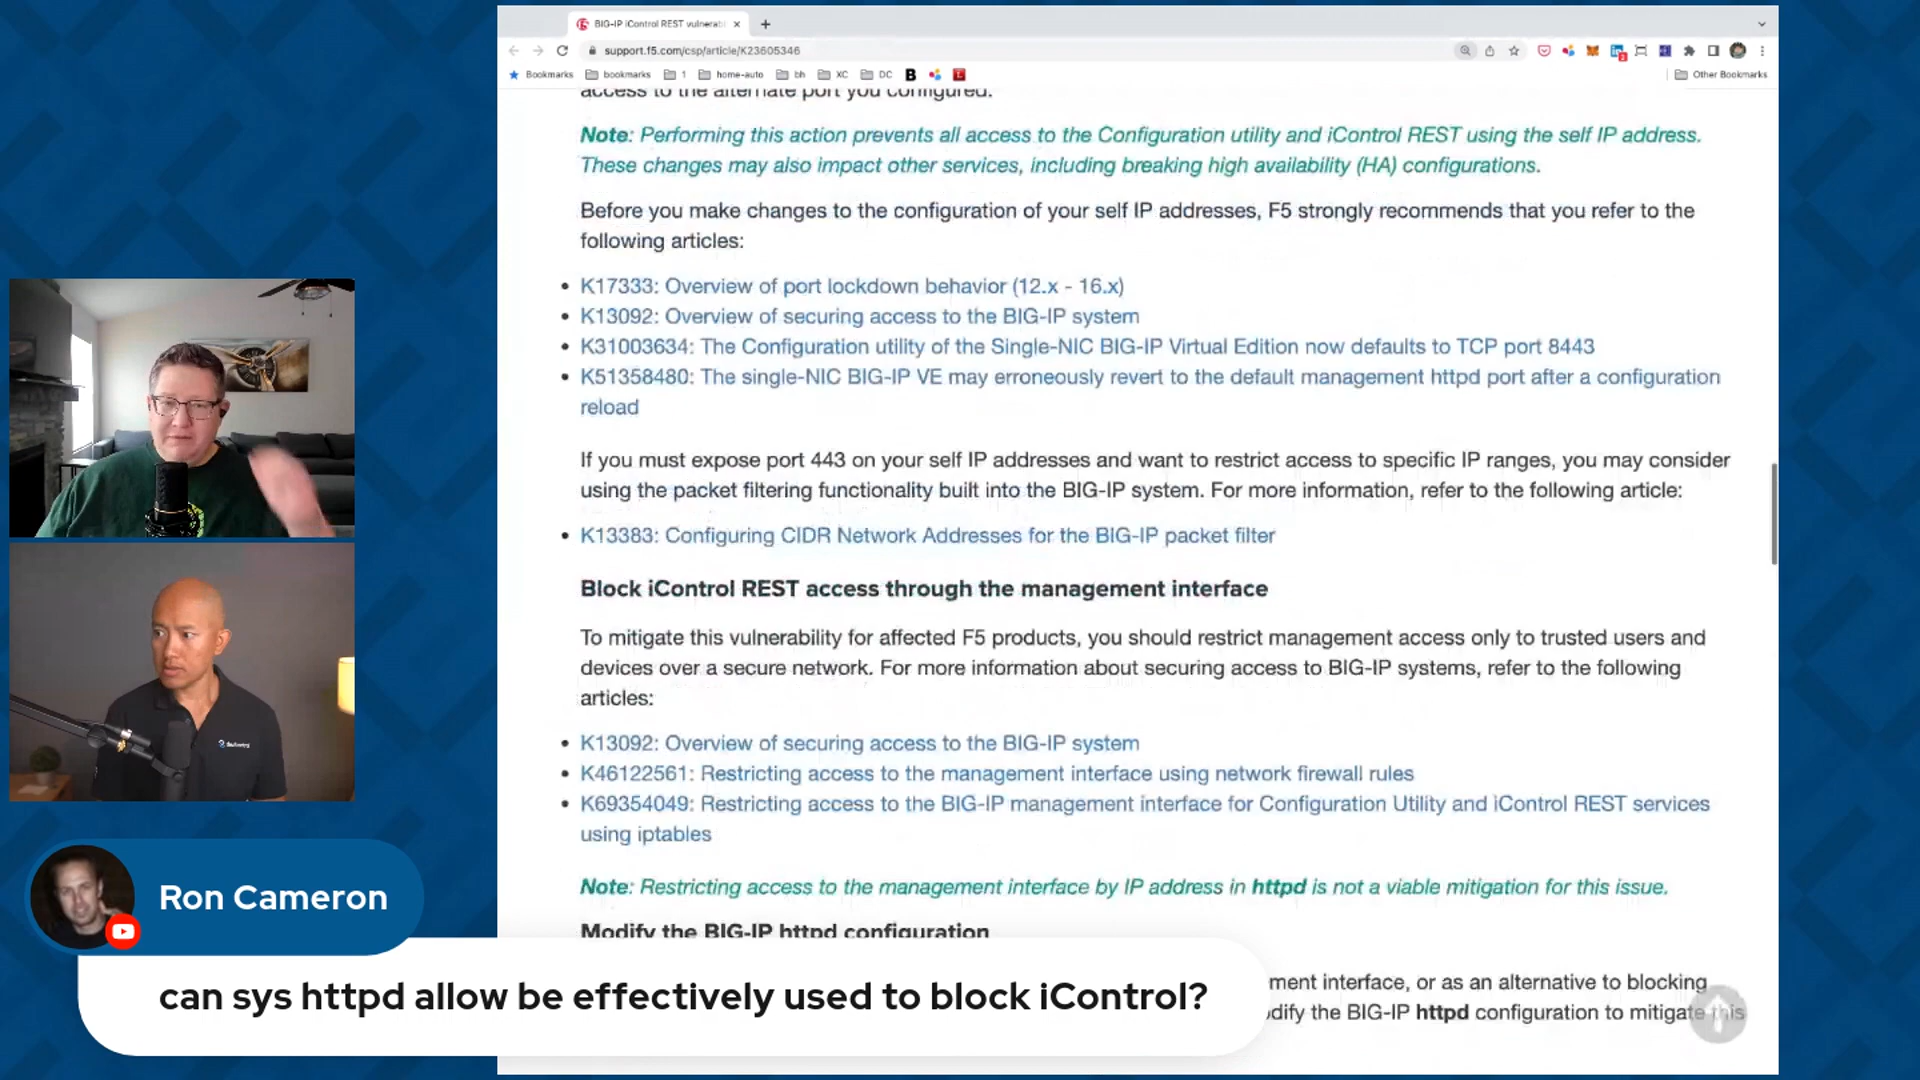 BIG-IP iControl REST vulnerabi
support.f5.com/csp/article/K23605346
Bookmarks bookmarks 1 home-auto bh XC DC B L Other Bookmarks
access to the alternate port you configured.
Note: Performing this action prevents all access to the Configuration utility and iControl REST using the self IP address.
These changes may also impact other services, including breaking high availability (HA) configurations.
Before you make changes to the configuration of your self IP addresses, F5 strongly recommends that you refer to the
following articles:
K17333: Overview of port lockdown behavior (12.x - 16.x)
K13092: Overview of securing access to the BIG-IP system
K31003634: The Configuration utility of the Single-NIC BIG-IP Virtual Edition now defaults to TCP port 8443
K51358480: The single-NIC BIG-IP VE may erroneously revert to the default management httpd port after a configuration
reload
If you must expose port 443 on your self IP addresses and want to restrict access to specific IP ranges, you may consider
using the packet filtering functionality built into the BIG-IP system. For more information, refer to the following article:
K13383: Configuring CIDR Network Addresses for the BIG-IP packet filter
Block iControl REST access through the management interface
To mitigate this vulnerability for affected F5 products, you should restrict management access only to trusted users and
devices over a secure network. For more information about securing access to BIG-IP systems, refer to the following
articles:
K13092: Overview of securing access to the BIG-IP system
K46122561: Restricting access to the management interface using network firewall rules
K69354049: Restricting access to the BIG-IP management interface for Configuration Utility and iControl REST services
using iptables
Note: Restricting access to the management interface by IP address in httpd is not a viable mitigation for this issue.
Modify the BIG-IP httpd configuration
ment interface, or as an alternative to blocking
odify the BIG-IP httpd configuration to mitigate this
Ron Cameron
can sys httpd allow be effectively used to block iControl?